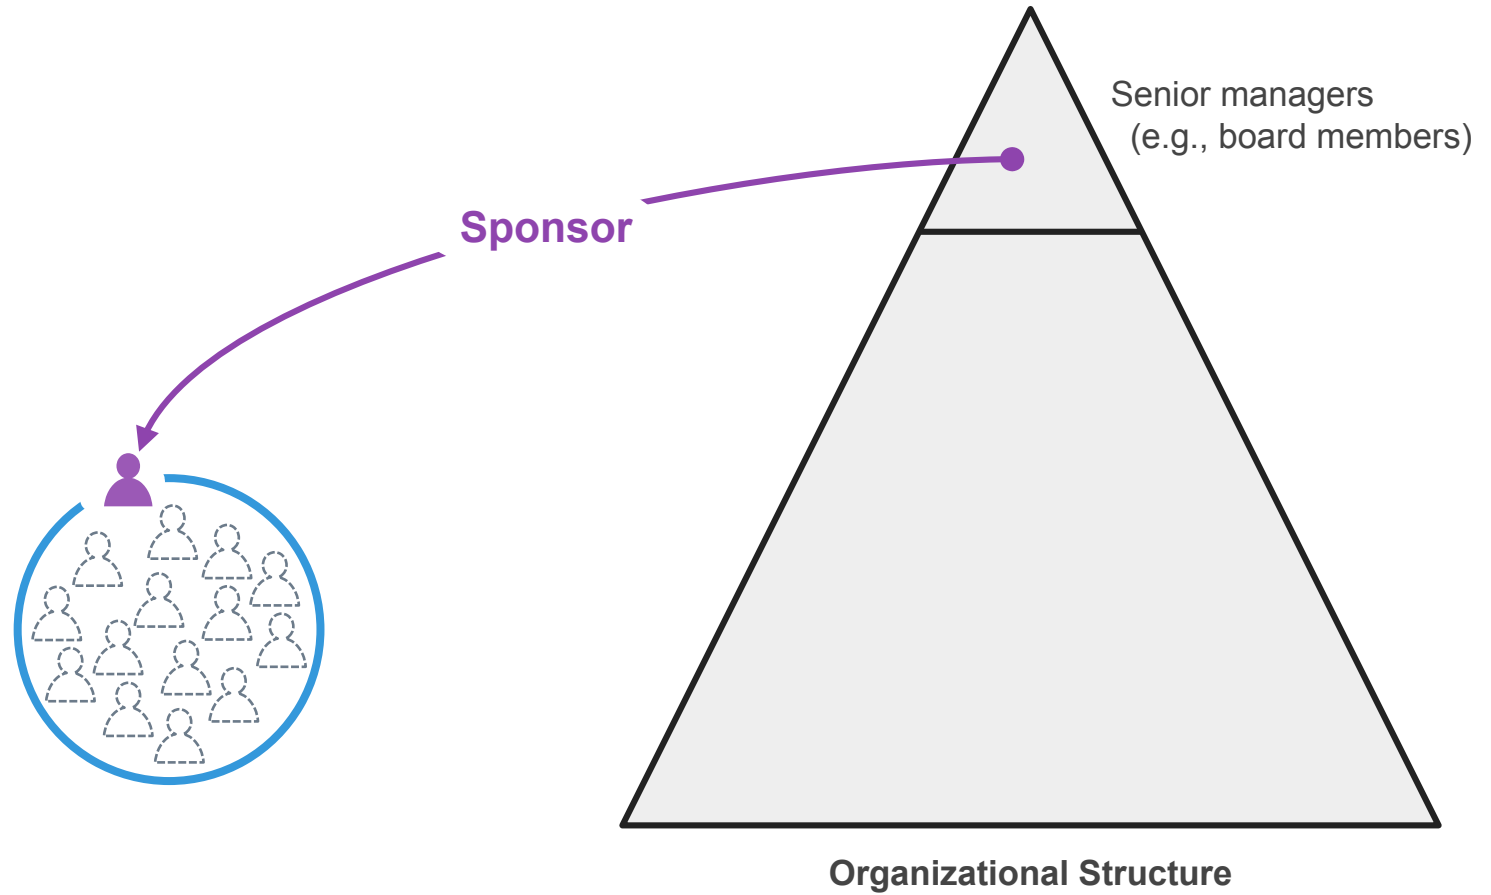 Senior managers
(e.g., board members)
Sponsor
Organizational Structure